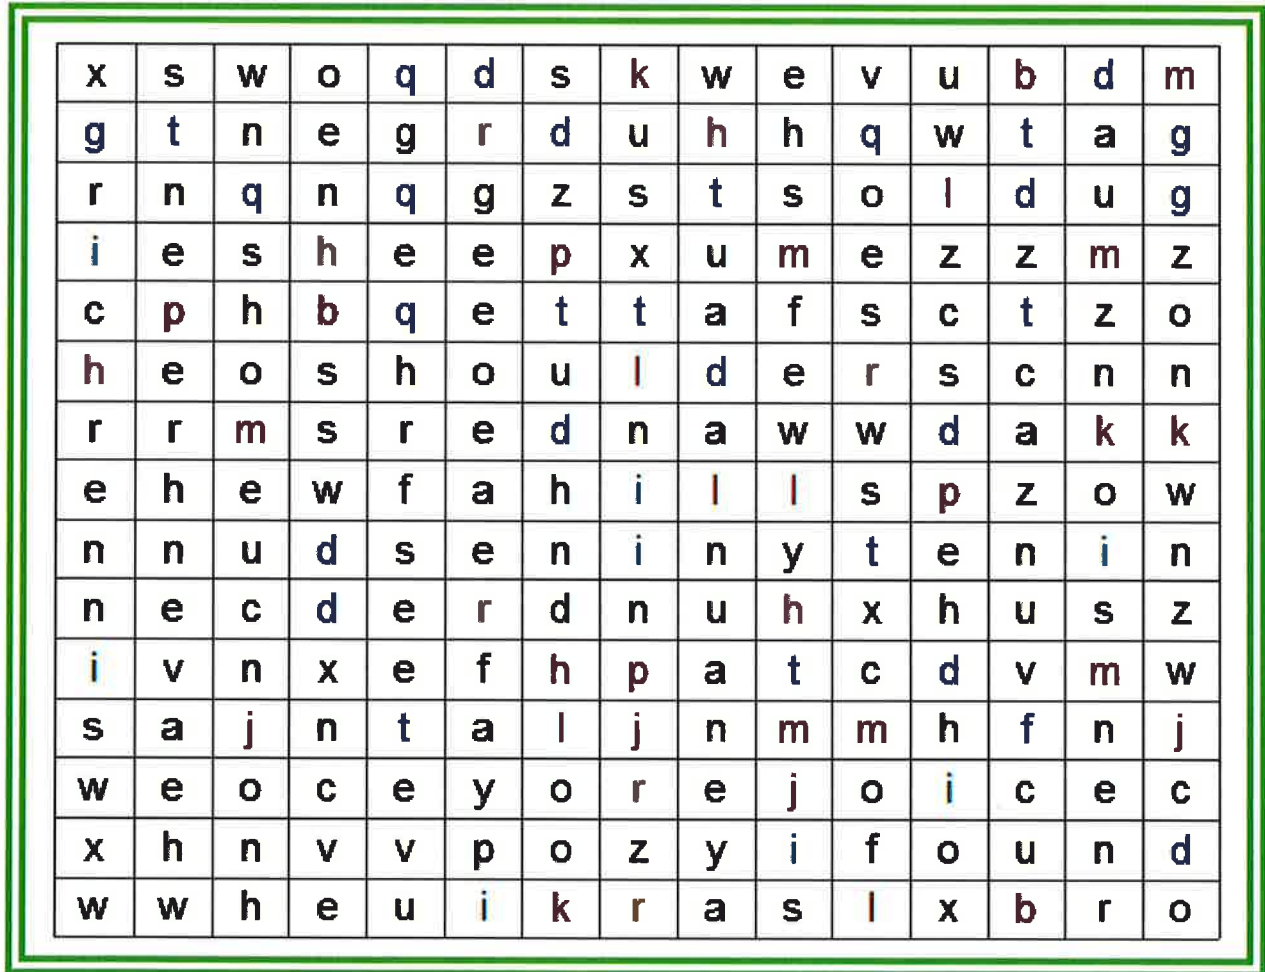 x s w o q d s k w e v u b d m
g t n e g r d u h h q w t a g
r n q n q g z s t s o l d u g
i e s h e e p x u m e z z m z
c p h b q e t t a f s c t z o
h e o s h o u l d e r s c n n
r r m s r e d n a w w d a k k
e h e w f a h i l l s p z o w
n n u d s e n i n y t e n i n
n e c d e r d n u h x h u s z
i v n x e f h p a t c d v m w
s a j n t a l j n m m h f n j
w e o c e y o r e j o i c e c
x h n v v p o z y i f o u n d
w w h e u i k r a s l x b r o